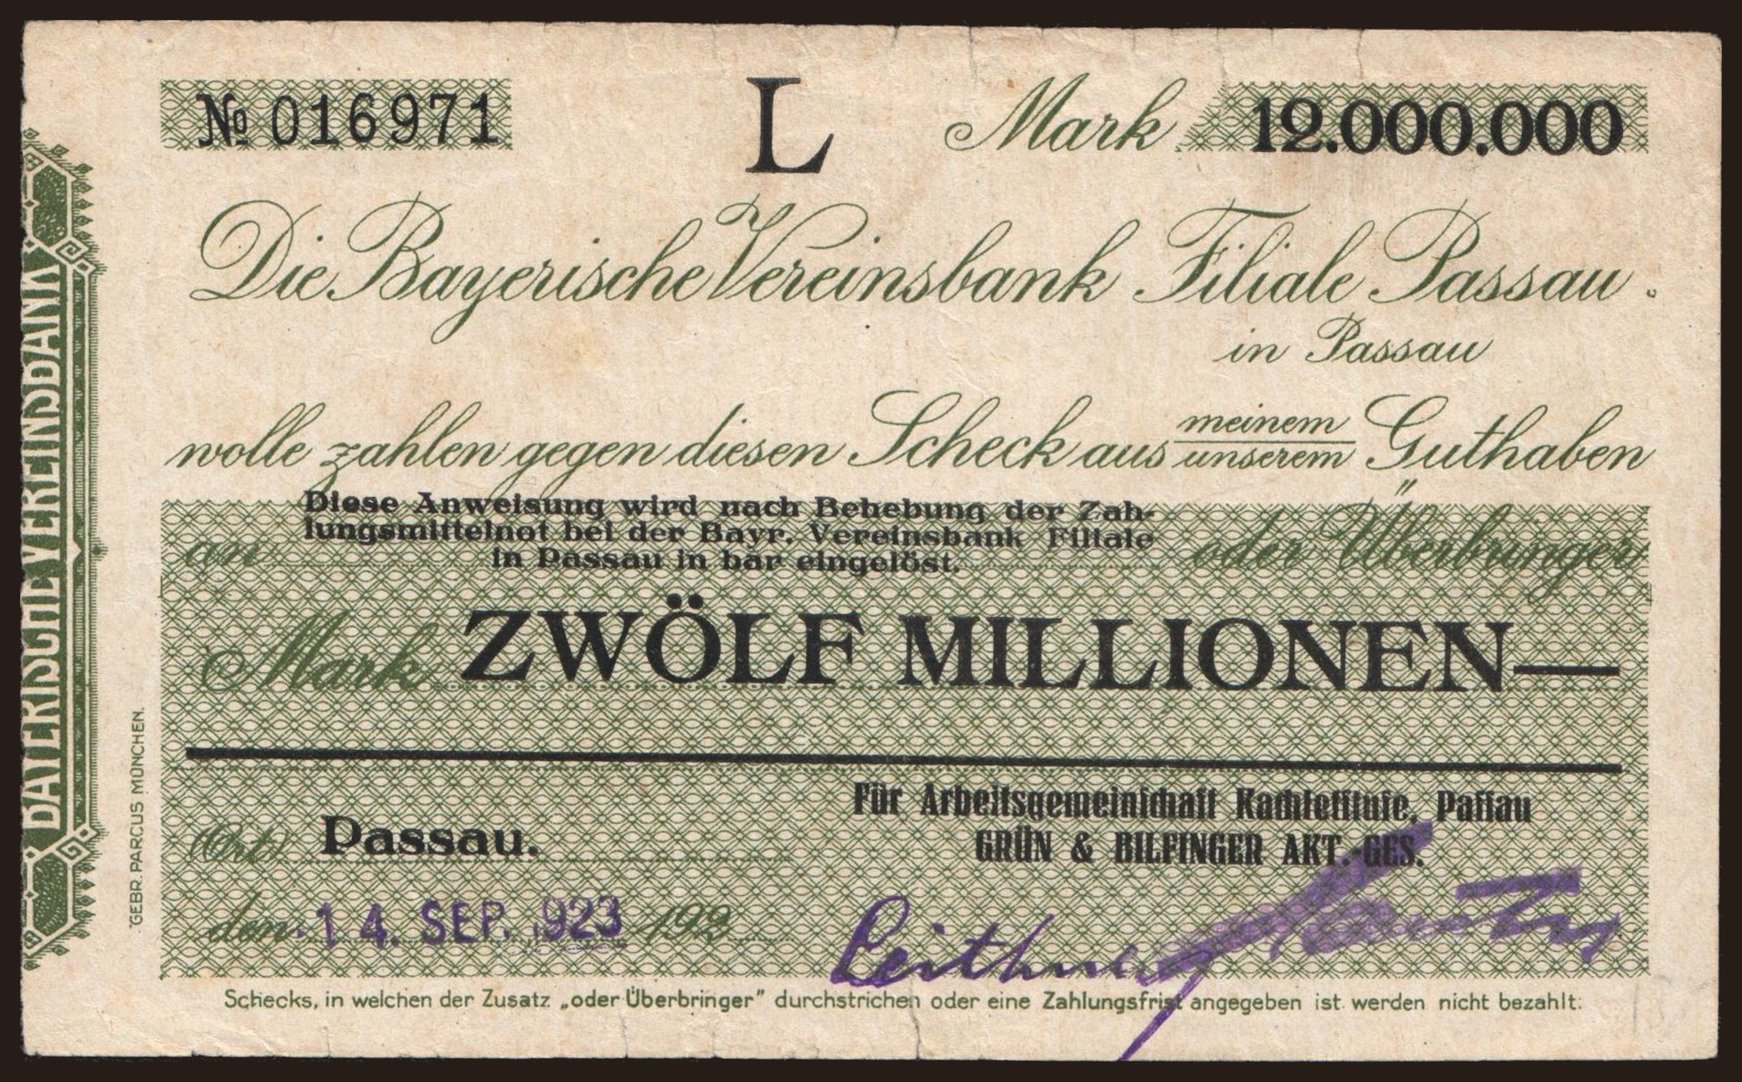 № 016971
L
Mark 12.000.000
Die Bayerische Vereinsbank Filiale Passau.
in Passau
wolle zahlen gegen diesen Scheck aus meinem Guthaben
unserem
Diese Anweisung wird nach Behebung der Zah-
lungsmittelnot bei der Bayr. Vereinsbank Filiale
in Passau in bar eingelöst.
an oder Überbringer
Mark ZWÖLF MILLIONEN—
Für Arbeitsgemeinschaft Kachletstufe, Passau
GRÜN & BILFINGER AKT.-GES.
(Ort) Passau.
den 14. SEP. 923 192
Schecks, in welchen der Zusatz „oder Überbringer" durchstrichen oder eine Zahlungsfrist angegeben ist. werden nicht bezahlt:
BAYERISCHE VEREINSBANK
GEBR. PARCUS MÜNCHEN.